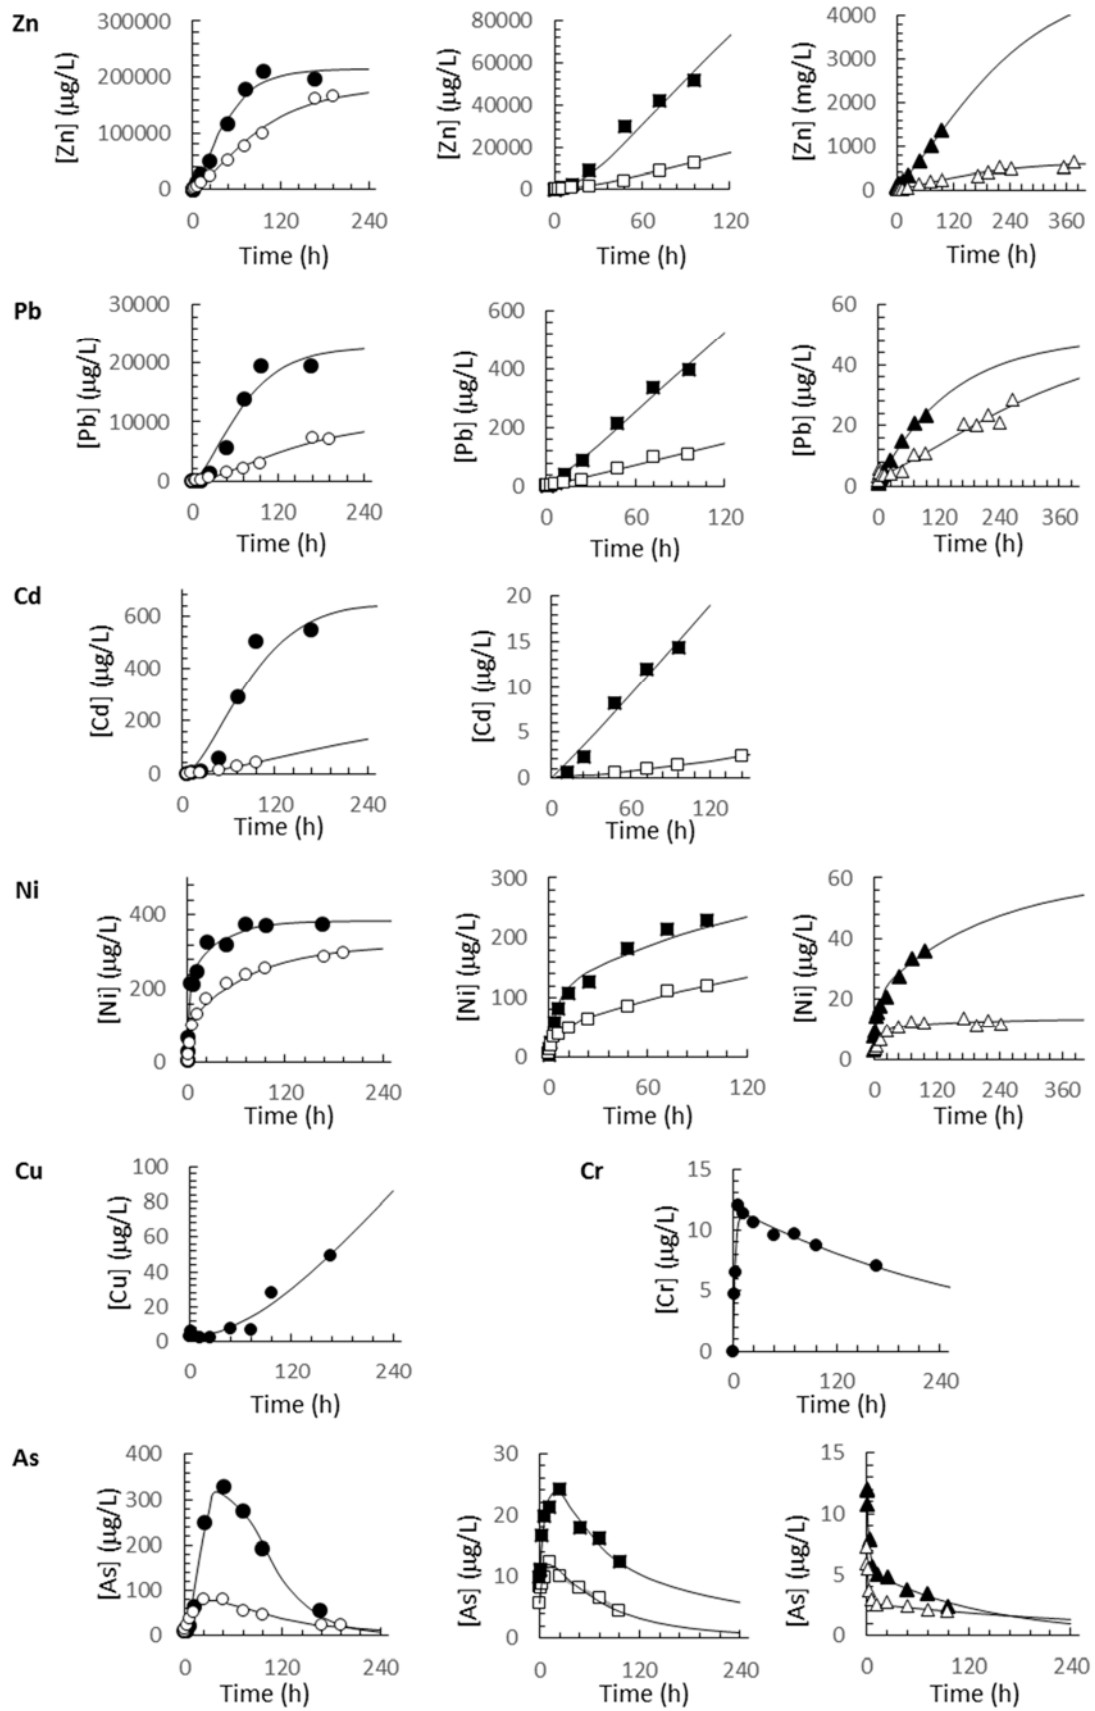 Zn
[Zn] (µg/L)
300000
200000
100000
0
0 120 240
Time (h)
[Zn] (µg/L)
80000
60000
40000
20000
0
0 60 120
Time (h)
[Zn] (mg/L)
4000
3000
2000
1000
0
0 120 240 360
Time (h)
Pb
[Pb] (µg/L)
30000
20000
10000
0
0 120 240
Time (h)
[Pb] (µg/L)
600
400
200
0
0 60 120
Time (h)
[Pb] (µg/L)
60
40
20
0
0 120 240 360
Time (h)
Cd
[Cd] (µg/L)
600
400
200
0
0 120 240
Time (h)
[Cd] (µg/L)
20
15
10
5
0
0 60 120
Time (h)
Ni
[Ni] (µg/L)
400
200
0
0 120 240
Time (h)
[Ni] (µg/L)
300
200
100
0
0 60 120
Time (h)
[Ni] (µg/L)
60
40
20
0
0 120 240 360
Time (h)
Cu
[Cu] (µg/L)
100
80
60
40
20
0
0 120 240
Time (h)
Cr
[Cr] (µg/L)
15
10
5
0
0 120 240
Time (h)
As
[As] (µg/L)
400
300
200
100
0
0 120 240
Time (h)
[As] (µg/L)
30
20
10
0
0 120 240
Time (h)
[As] (µg/L)
15
10
5
0
0 120 240
Time (h)